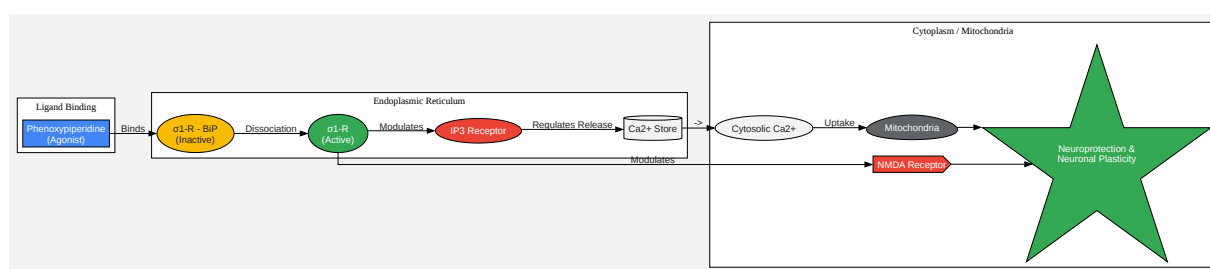 Ligand Binding
Phenoxypiperidine
(Agonist)
Binds
Endoplasmic Reticulum
σ1-R - BiP
(Inactive)
Dissociation
σ1-R
(Active)
Modulates
IP3 Receptor
Regulates Release
Ca2+ Store
->
Modulates
Cytoplasm / Mitochondria
Cytosolic Ca2+
Uptake
Mitochondria
NMDA Receptor
Neuroprotection &
Neuronal Plasticity